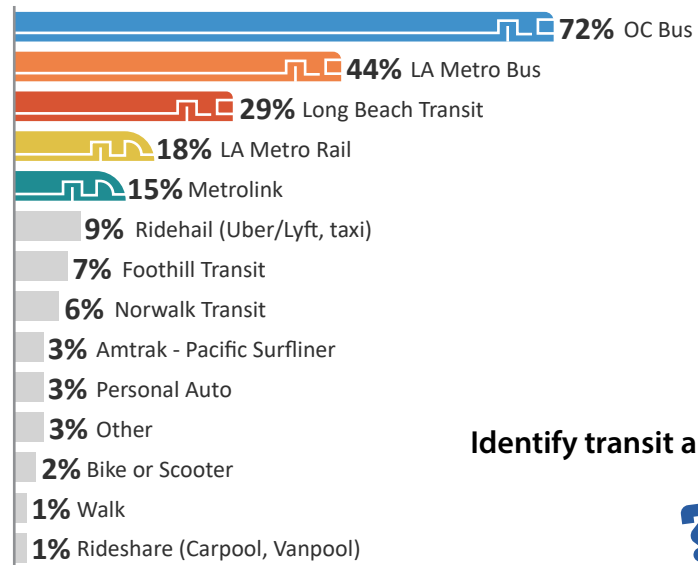 72% OC Bus
44% LA Metro Bus
29% Long Beach Transit
18% LA Metro Rail
15% Metrolink
9% Ridehail (Uber/Lyft, taxi)
7% Foothill Transit
6% Norwalk Transit
3% Amtrak - Pacific Surfliner
3% Personal Auto
3% Other
Identify transit a
2% Bike or Scooter
1% Walk
1% Rideshare (Carpool, Vanpool)